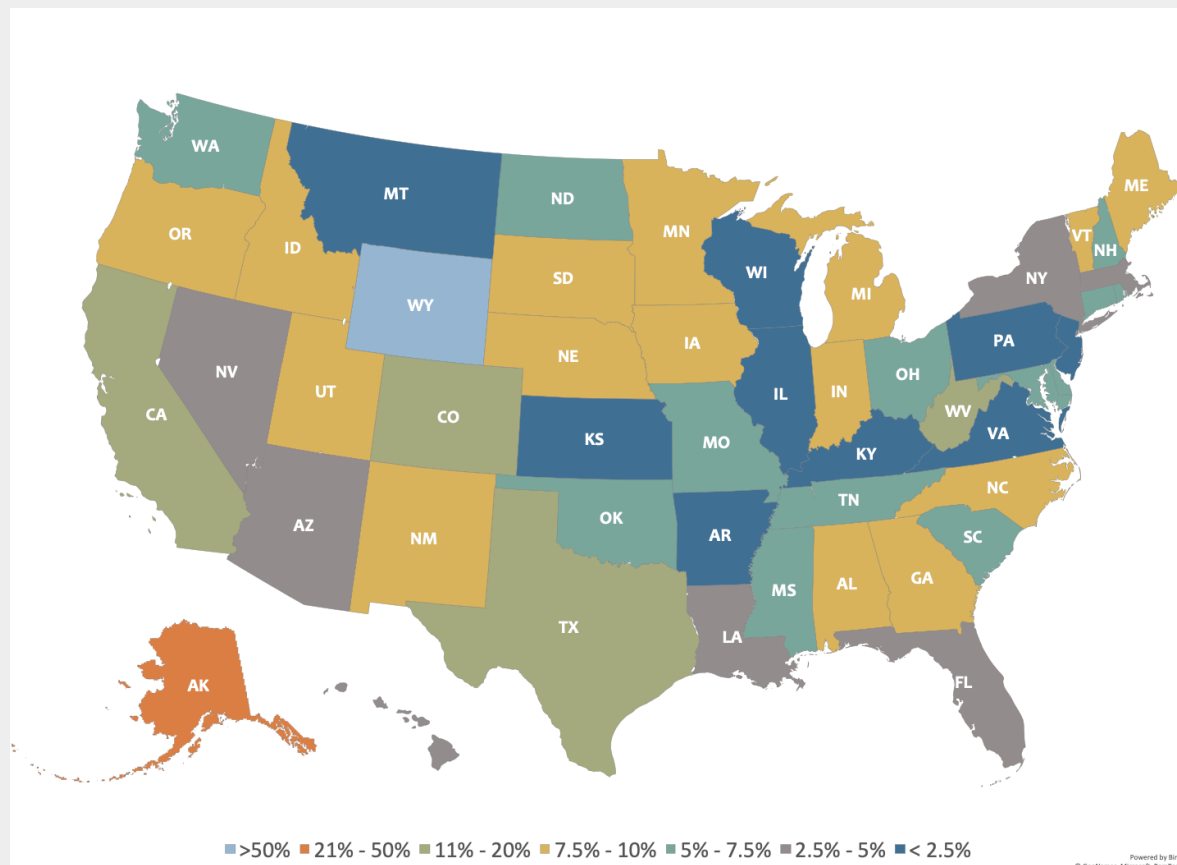 WA
MT
ND
MN
ME
OR
ID
SD
WI
VT
NH
NY
MI
WY
IA
PA
NE
OH
NV
UT
CO
IL
IN
WV
VA
CA
KS
MO
KY
NC
TN
AZ
NM
OK
AR
SC
MS
AL
GA
TX
LA
FL
AK
>50% 21% - 50% 11% - 20% 7.5% - 10% 5% - 7.5% 2.5% - 5% < 2.5%
Powered by Bin